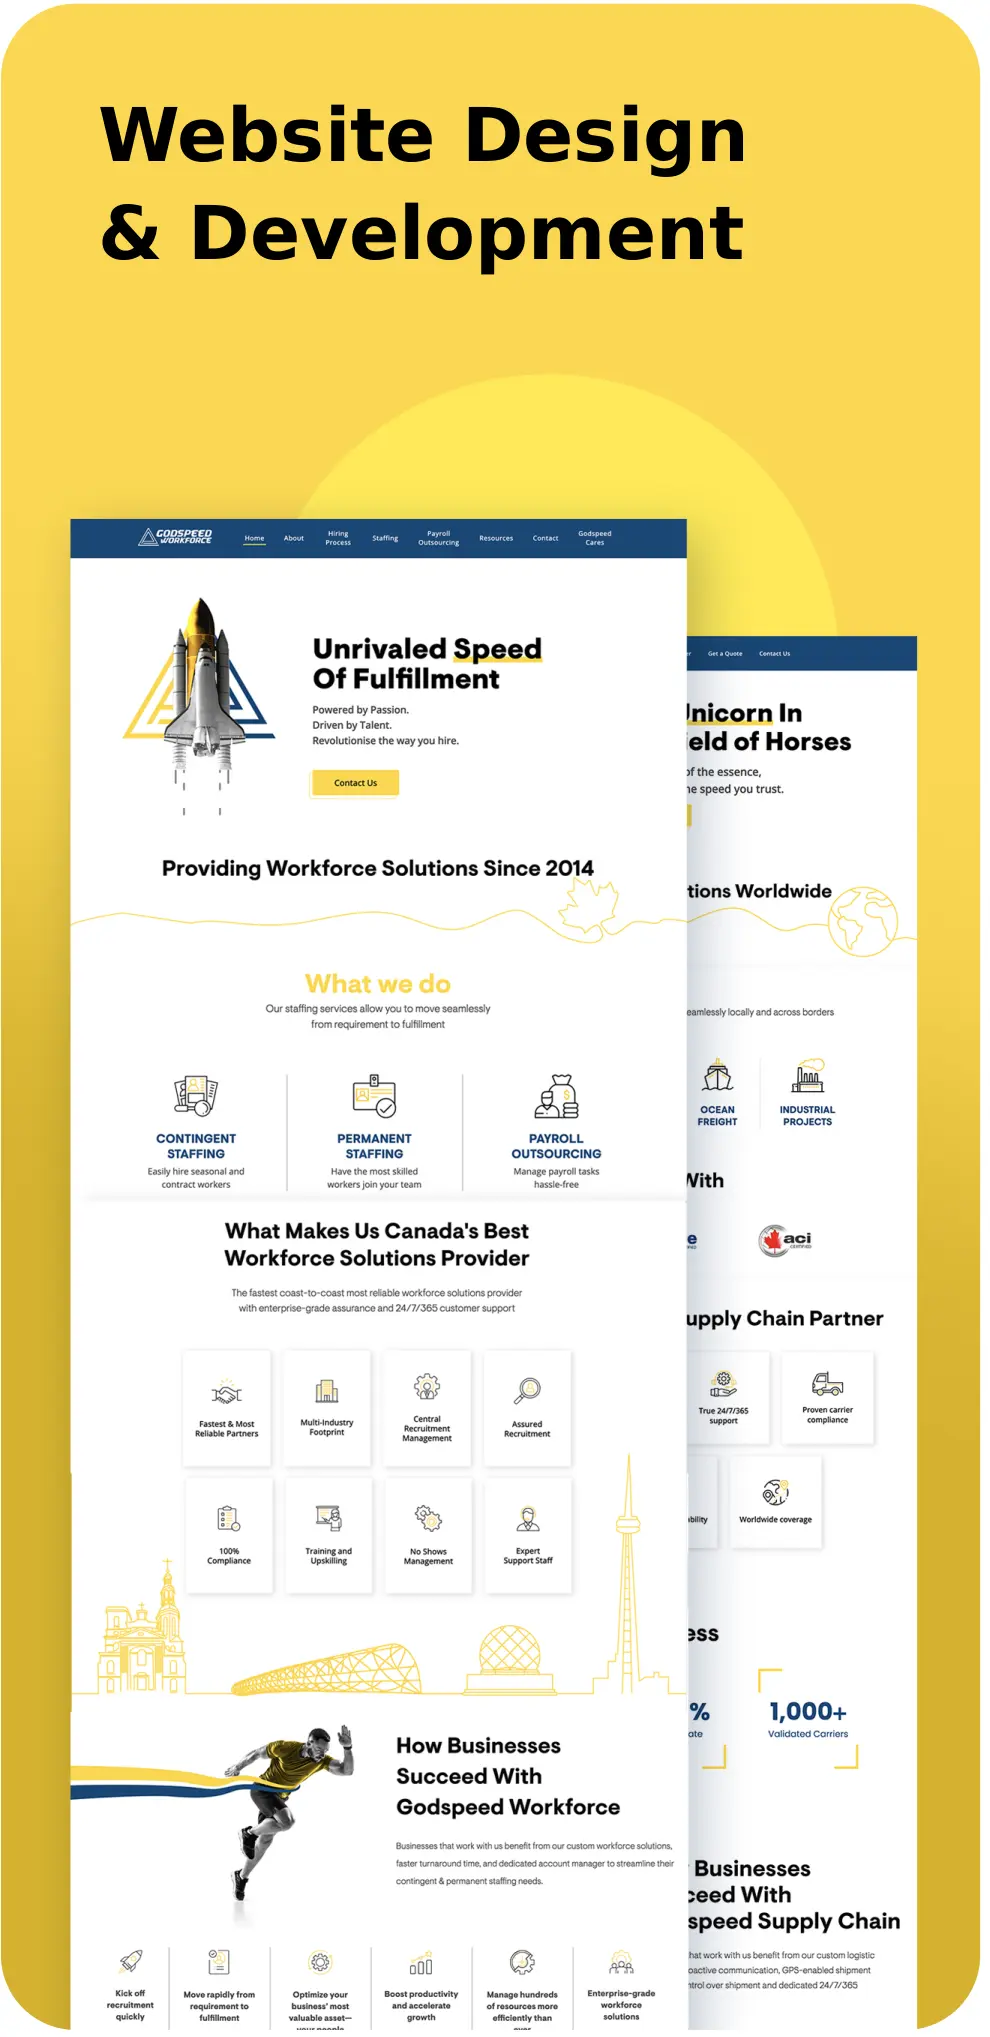 Website Design
& Development
GODSPEED
WORKFORCE
Home
About
Hiring
Process
Staffing
Payroll
Outsourcing
Resources
Contact
Godspeed
Cares
Unrivaled Speed
Of Fulfillment
Powered by Passion.
Driven by Talent.
Revolutionise the way you hire.
Contact Us
Providing Workforce Solutions Since 2014
What we do
Our staffing services allow you to move seamlessly
from requirement to fulfillment
CONTINGENT
STAFFING
Easily hire seasonal and
contract workers
PERMANENT
STAFFING
Have the most skilled
workers join your team
PAYROLL
OUTSOURCING
Manage payroll tasks
hassle-free
What Makes Us Canada's Best
Workforce Solutions Provider
The fastest coast-to-coast most reliable workforce solutions provider
with enterprise-grade assurance and 24/7/365 customer support
Fastest & Most
Reliable Partners
Multi-Industry
Footprint
Central
Recruitment
Management
Assured
Recruitment
100%
Compliance
Training and
Upskilling
No Shows
Management
Expert
Support Staff
How Businesses
Succeed With
Godspeed Workforce
Businesses that work with us benefit from our custom workforce solutions,
faster turnaround time, and dedicated account manager to streamline their
contingent & permanent staffing needs.
Kick off
recruitment
quickly
Move rapidly from
requirement to
fulfillment
Optimize your
business' most
valuable asset—
your people
Boost productivity
and accelerate
growth
Manage hundreds
of resources more
efficiently than
ever
Enterprise-grade
workforce
solutions
Get a Quote
Contact Us
Unicorn In
ield of Horses
of the essence,
he speed you trust.
tions Worldwide
eamlessly locally and across borders
OCEAN
FREIGHT
INDUSTRIAL
PROJECTS
With
aci
CERTIFIED
upply Chain Partner
True 24/7/365
support
Proven carrier
compliance
bility
Worldwide coverage
ess
%
ate
1,000+
Validated Carriers
Businesses
ceed With
speed Supply Chain
hat work with us benefit from our custom logistic
oactive communication, GPS-enabled shipment
ntrol over shipment and dedicated 24/7/365